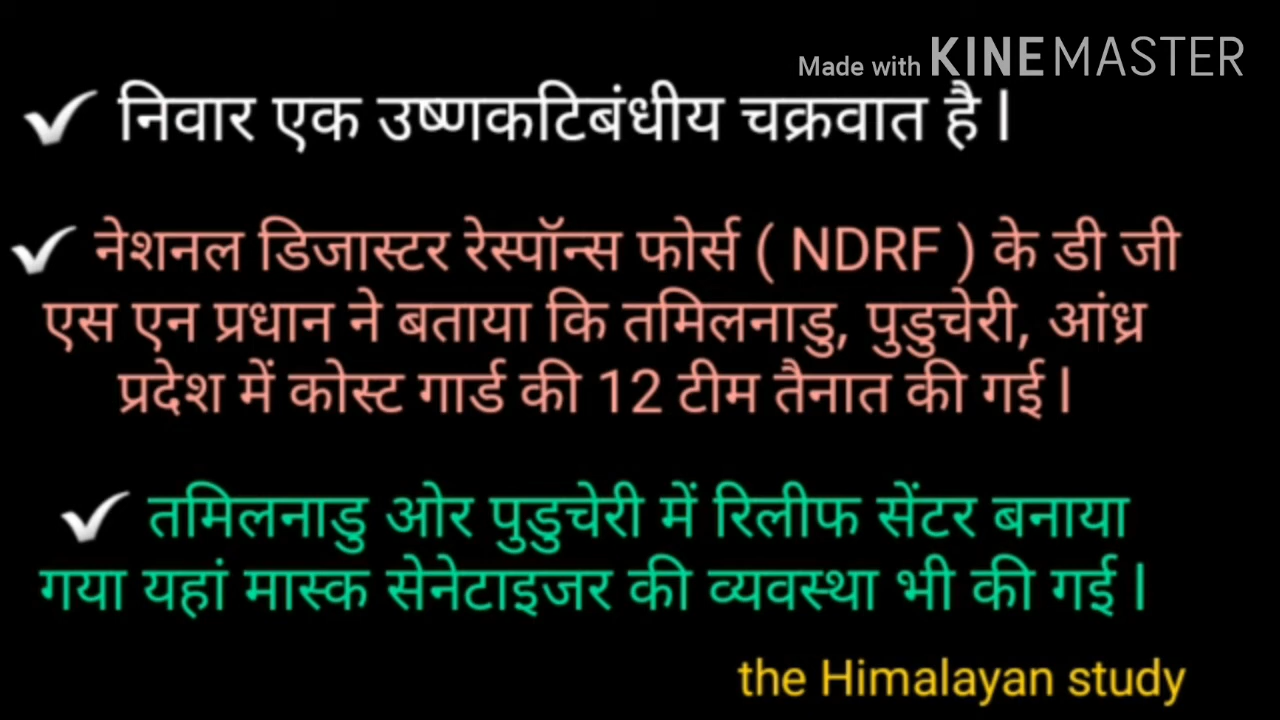 Made with KINEMASTER
✓ निवार एक उष्णकटिबंधीय चक्रवात है l
✓ नेशनल डिजास्टर रेस्पॉन्स फोर्स ( NDRF ) के डी जी
एस एन प्रधान ने बताया कि तमिलनाडु, पुडुचेरी, आंध्र
प्रदेश में कोस्ट गार्ड की 12 टीम तैनात की गई l
✓ तमिलनाडु ओर पुडुचेरी में रिलीफ सेंटर बनाया
गया यहां मास्क सेनेटाइजर की व्यवस्था भी की गई l
the Himalayan study